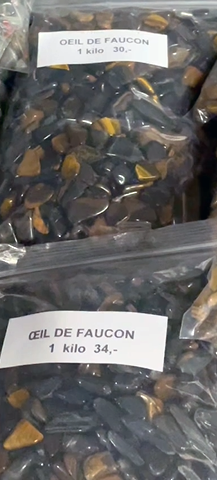 OEIL DE FAUCON
1 kilo 30,-
ŒIL DE FAUCON
1 kilo 34,-